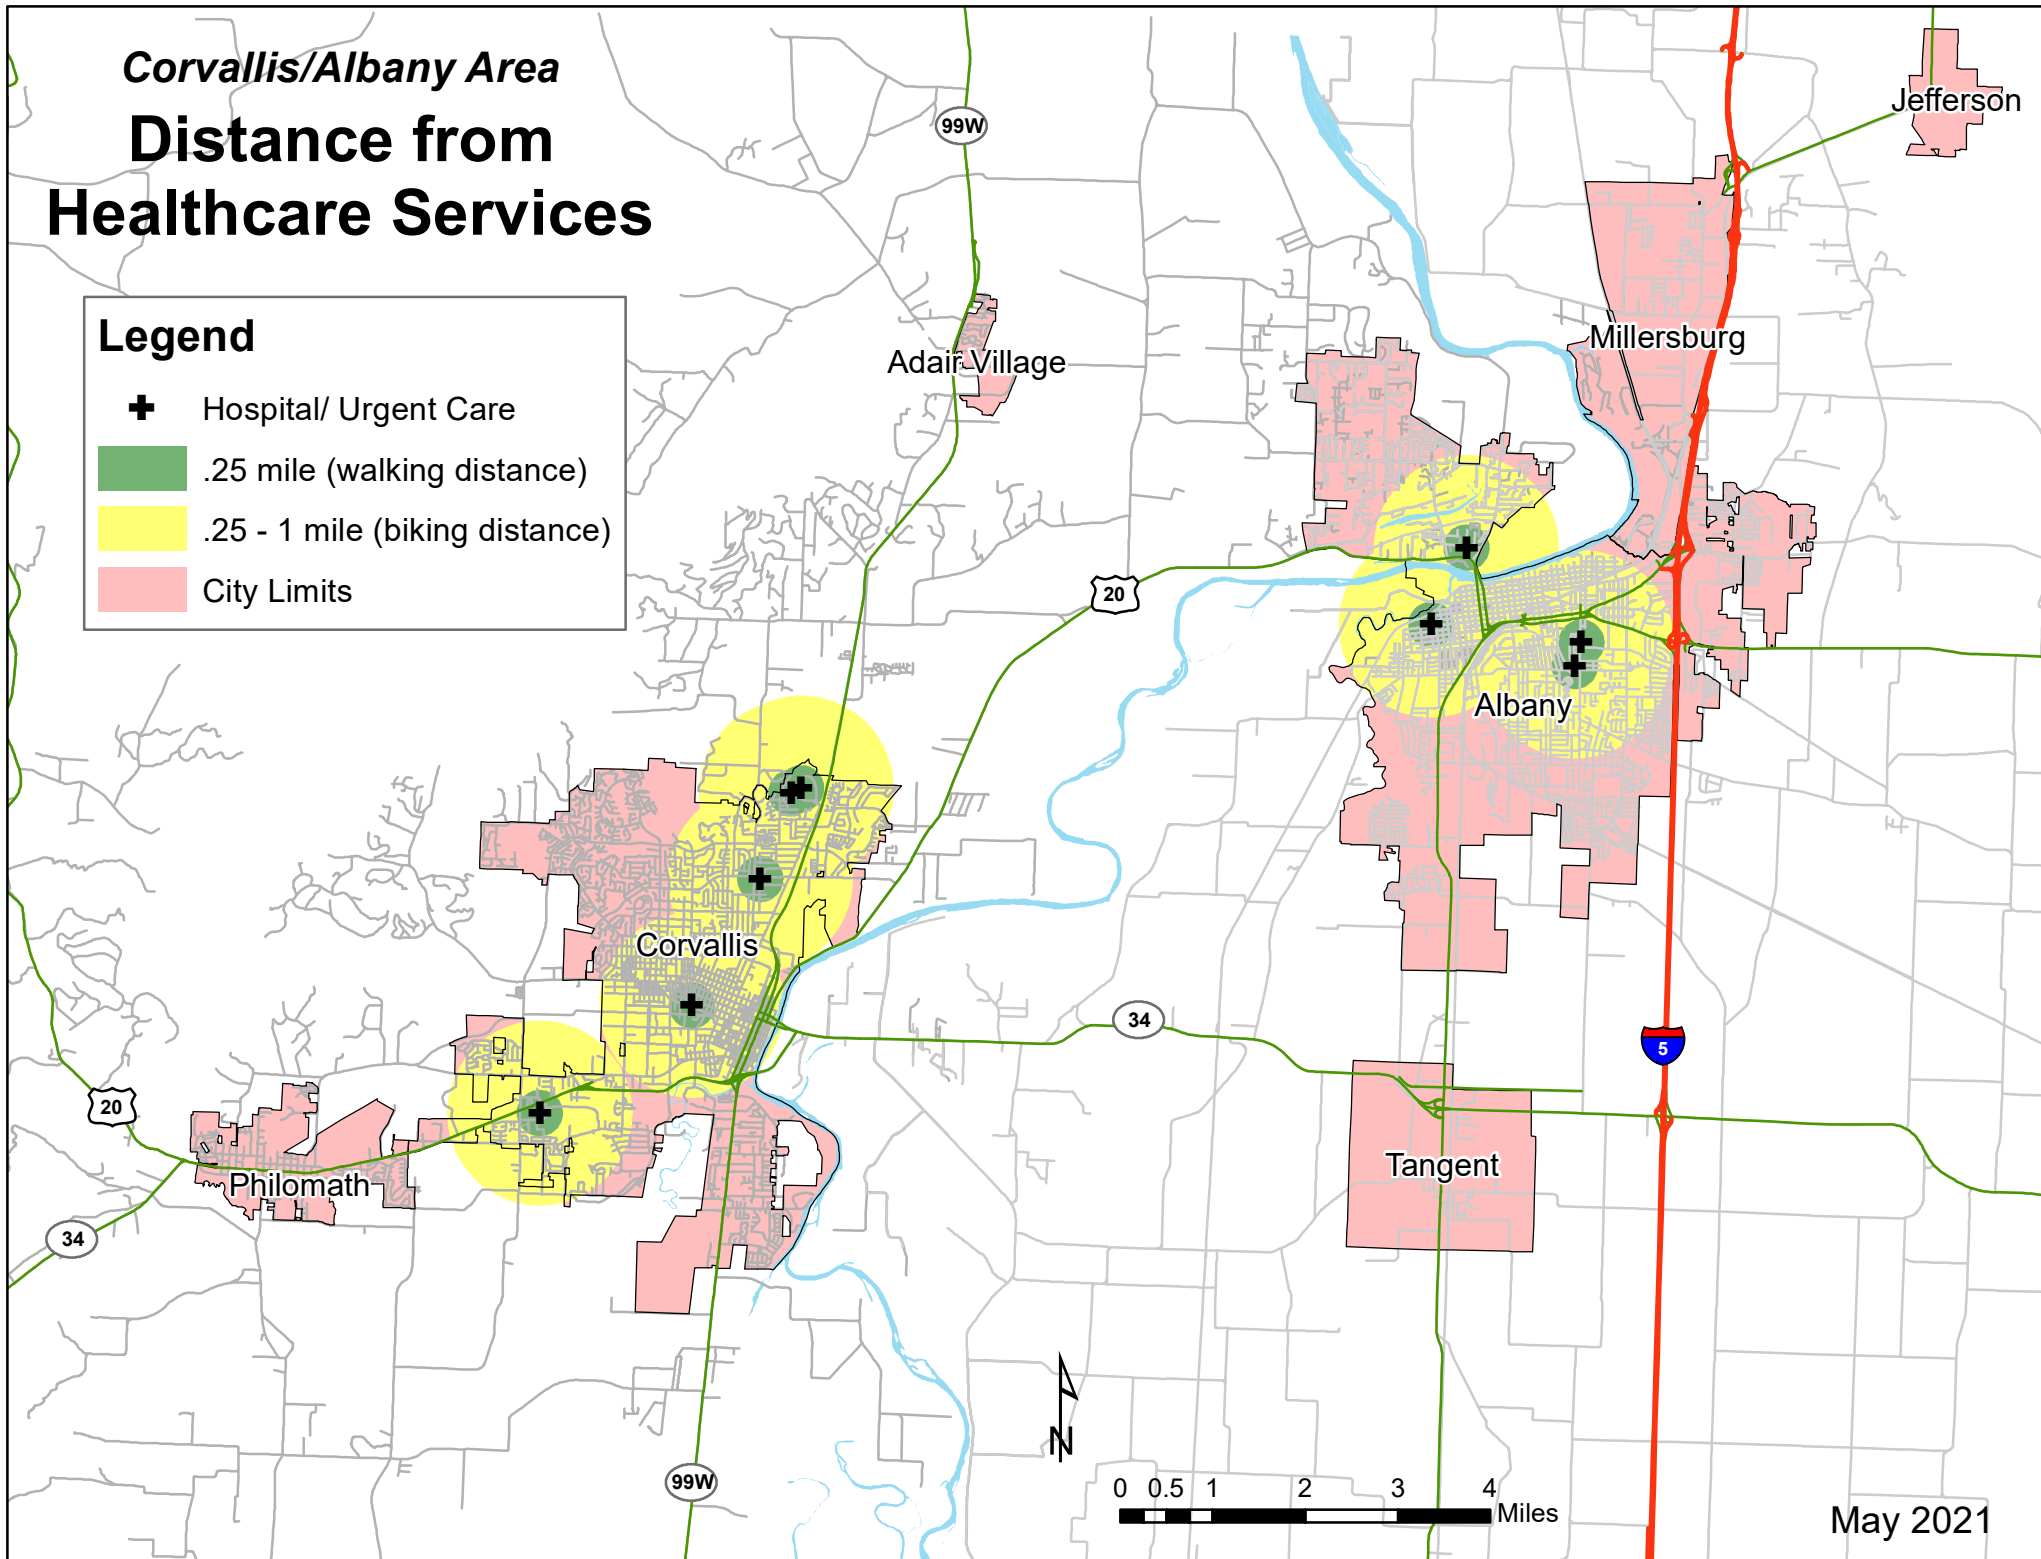 Corvallis/Albany Area
Distance from
Healthcare Services
Legend
Hospital/ Urgent Care
.25 mile (walking distance)
.25 - 1 mile (biking distance)
City Limits
99W
Jefferson
Millersburg
Adair Village
20
Albany
Corvallis
34
5
20
Tangent
Philomath
34
N
99W
0 0.5 1 2 3 4
Miles
May 2021